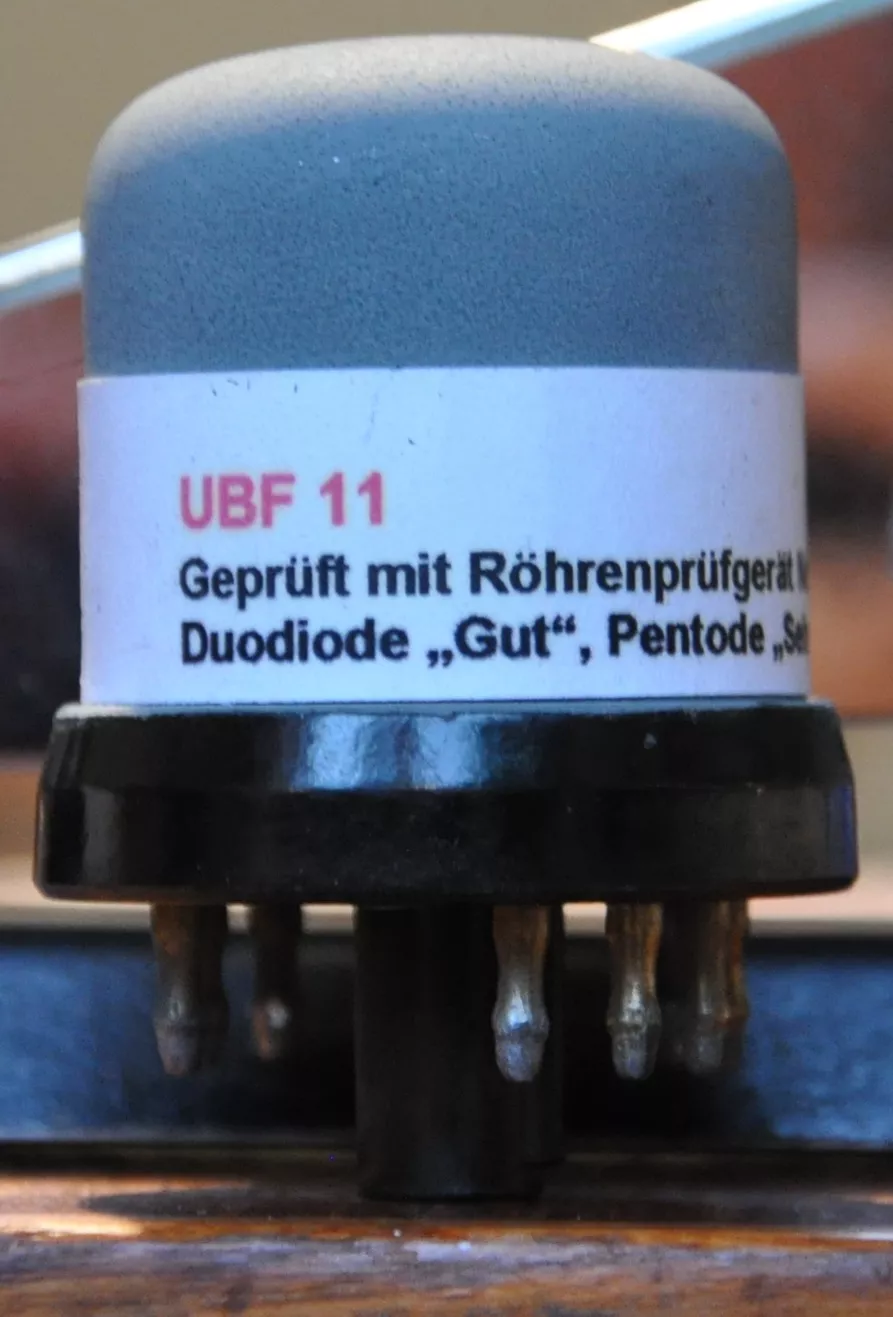 UBF 11
Geprüft mit Röhrenprüfgerät
Duodiode „Gut“, Pentode